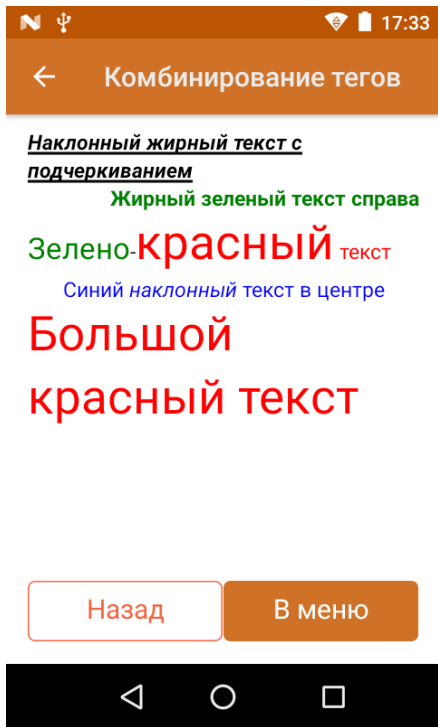 17:33
Комбинирование тегов
Наклонный жирный текст с
подчеркиванием
Жирный зеленый текст справа
Зелено-красный текст
Синий наклонный текст в центре
Большой
красный текст
Назад
В меню